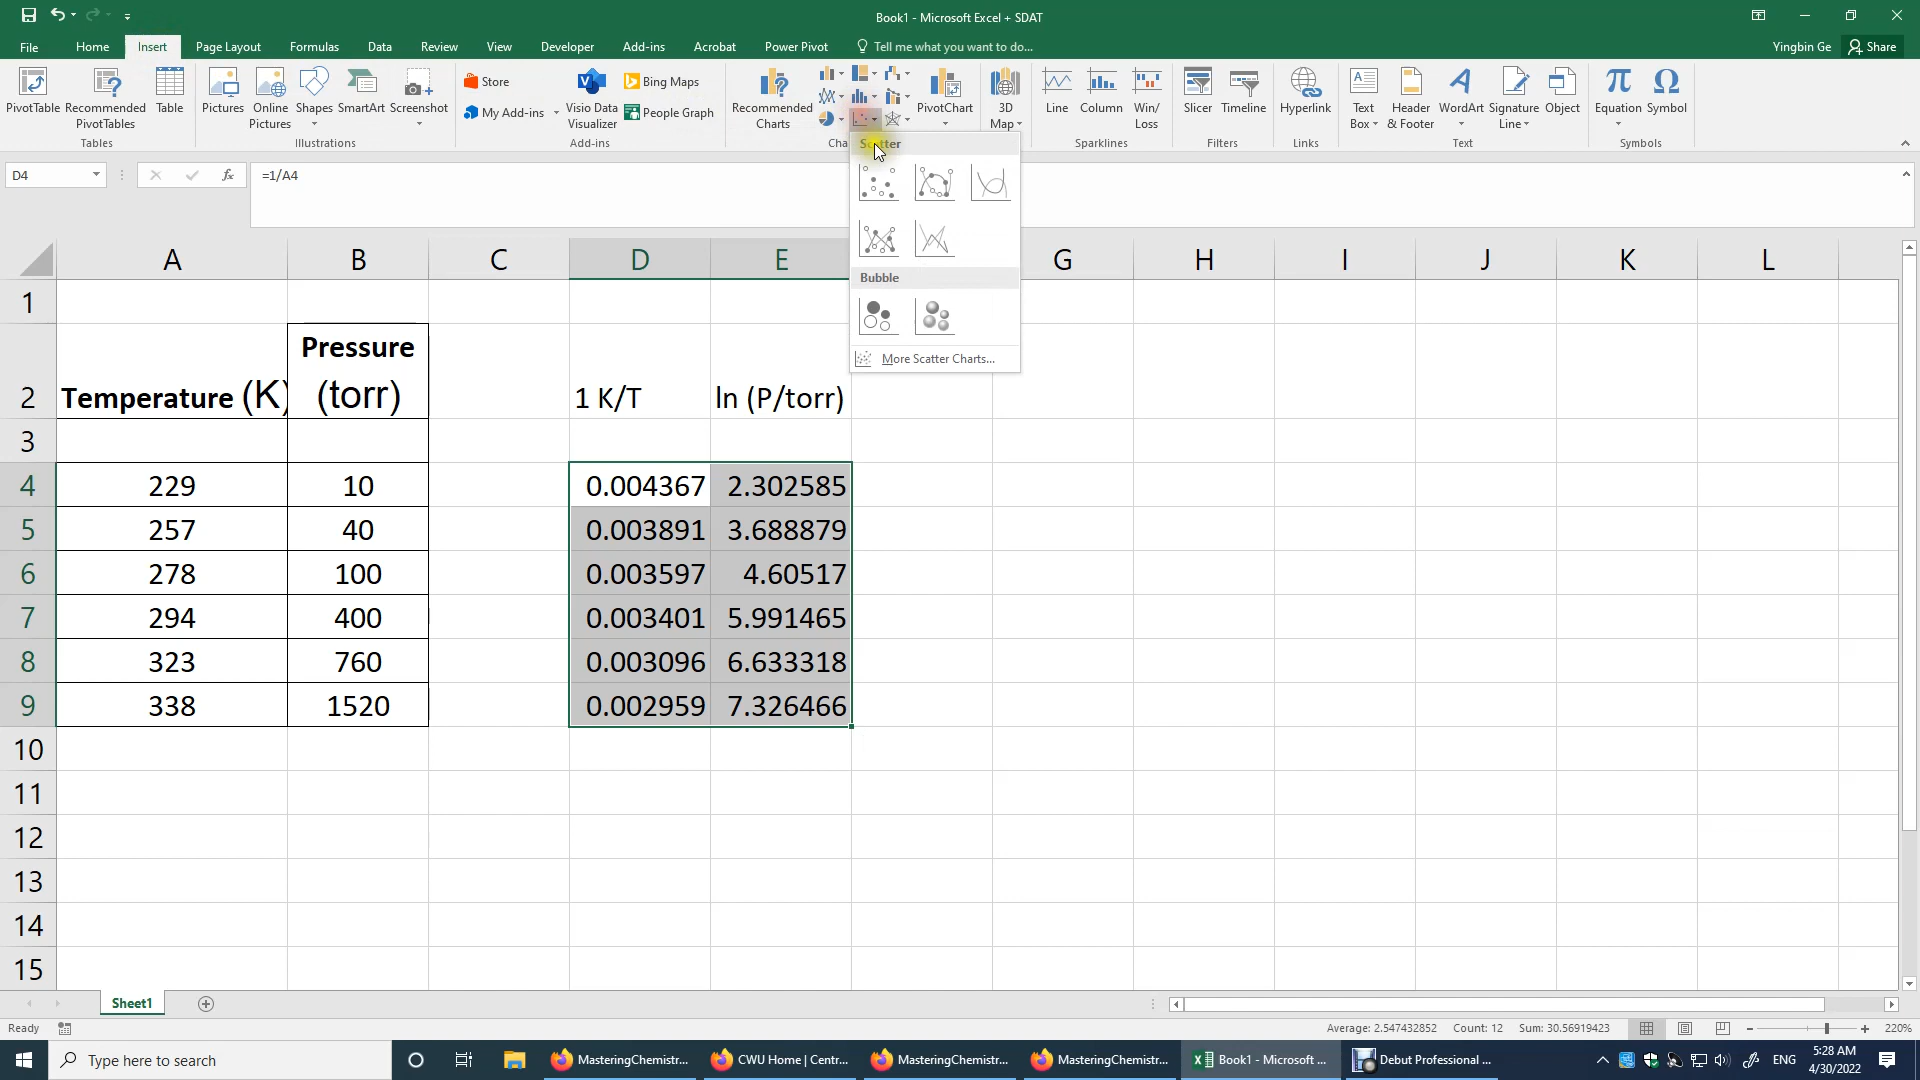 Book1 - Microsoft Excel + SDAT
File Home Insert Page Layout Formulas Data Review View Developer Add-ins Acrobat Power Pivot Tell me what you want to do... Yingbin Ge Share
PivotTable Recommended PivotTables Table
Tables
Pictures Online Pictures Shapes SmartArt Screenshot
Illustrations
Store
My Add-ins
Visio Data Visualizer
Bing Maps
People Graph
Add-ins
Recommended Charts
PivotChart
3D Map
Line Column Win/Loss
Sparklines
Slicer Timeline
Filters
Hyperlink
Links
Text Box Header & Footer WordArt Signature Line Object
Text
Equation Symbol
Symbols
D4 fx =1/A4
Scatter
Bubble
More Scatter Charts...
A B C D E G H I J K L
1
2 Temperature (K) Pressure (torr) 1 K/T ln (P/torr)
3
4 229 10 0.004367 2.302585
5 257 40 0.003891 3.688879
6 278 100 0.003597 4.60517
7 294 400 0.003401 5.991465
8 323 760 0.003096 6.633318
9 338 1520 0.002959 7.326466
10
11
12
13
14
15
Sheet1
Ready Average: 2.547432852 Count: 12 Sum: 30.56919423 220%
Type here to search MasteringChemistr... CWU Home | Centr... MasteringChemistr... MasteringChemistr... Book1 - Microsoft ... Debut Professional ... ENG 5:28 AM
4/30/2022